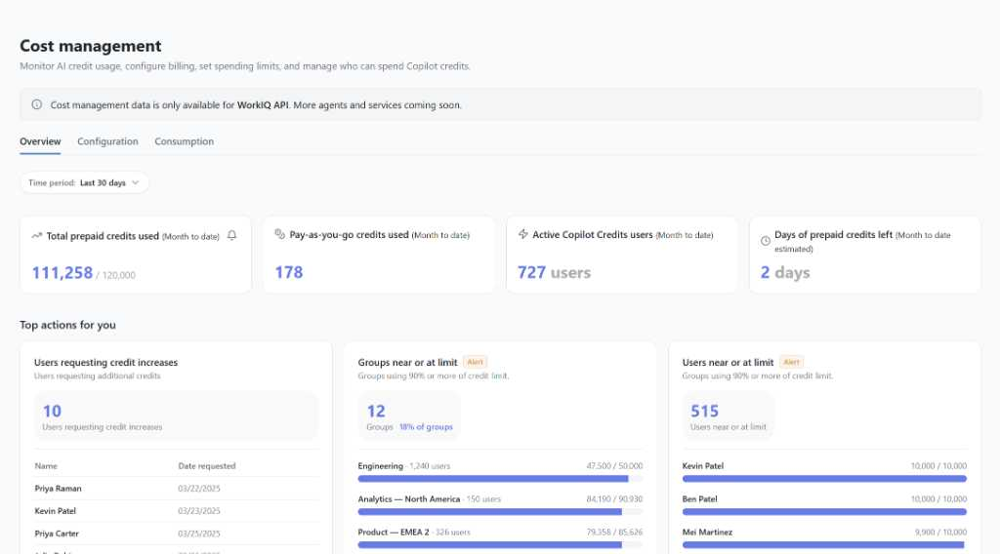 Cost management
Monitor AI credit usage, configure billing, set spending limits, and manage who can spend Copilot credits.
Cost management data is only available for WorkIQ API. More agents and services coming soon.
Overview Configuration Consumption
Time period: Last 30 days
Total prepaid credits used (Month to date)
111,258 / 120,000
Pay-as-you-go credits used (Month to date)
178
Active Copilot Credits users (Month to date)
727 users
Days of prepaid credits left (Month to date
estimated)
2 days
Top actions for you
Users requesting credit increases
Users requesting additional credits
10
Users requesting credit increases
Name Date requested
Priya Raman 03/22/2025
Kevin Patel 03/23/2025
Priya Carter 03/25/2025
Groups near or at limit Alert
Groups using 90% or more of credit limit.
12
Groups 18% of groups
Engineering · 1,240 users 47,500 / 50,000
Analytics — North America · 150 users 84,190 / 90,930
Product — EMEA 2 · 326 users 79,358 / 85,626
Users near or at limit Alert
Groups using 90% or more of credit limit.
515
Users near or at limit
Kevin Patel 10,000 / 10,000
Ben Patel 10,000 / 10,000
Mei Martinez 9,900 / 10,000